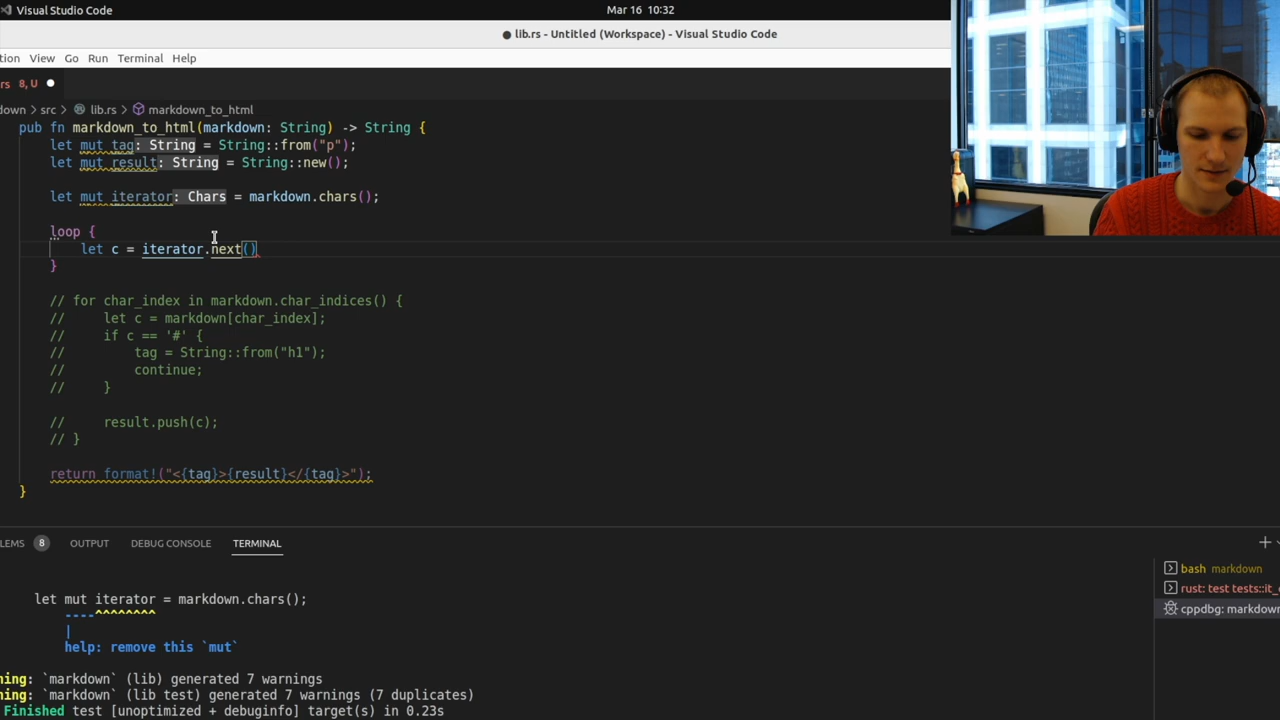 Visual Studio Code
Mar 16 10:32
lib.rs - Untitled (Workspace) - Visual Studio Code
tion View Go Run Terminal Help
rs 8, U
down > src > lib.rs > markdown_to_html
pub fn markdown_to_html(markdown: String) -> String {
let mut tag: String = String::from("p");
let mut result: String = String::new();
let mut iterator: Chars = markdown.chars();
loop {
let c = iterator.next()
}
// for char_index in markdown.char_indices() {
//     let c = markdown[char_index];
//     if c == '#' {
//         tag = String::from("h1");
//         continue;
//     }
//     result.push(c);
// }
return format!("<{tag}>{result}</{tag}>");
}
LEMS 8 OUTPUT DEBUG CONSOLE TERMINAL
let mut iterator = markdown.chars();
----^^^^^^^^
|
help: remove this `mut`
ning: `markdown` (lib) generated 7 warnings
ning: `markdown` (lib test) generated 7 warnings (7 duplicates)
Finished test [unoptimized + debuginfo] target(s) in 0.23s
bash markdown
rust: test tests::it_c
cppdbg: markdown